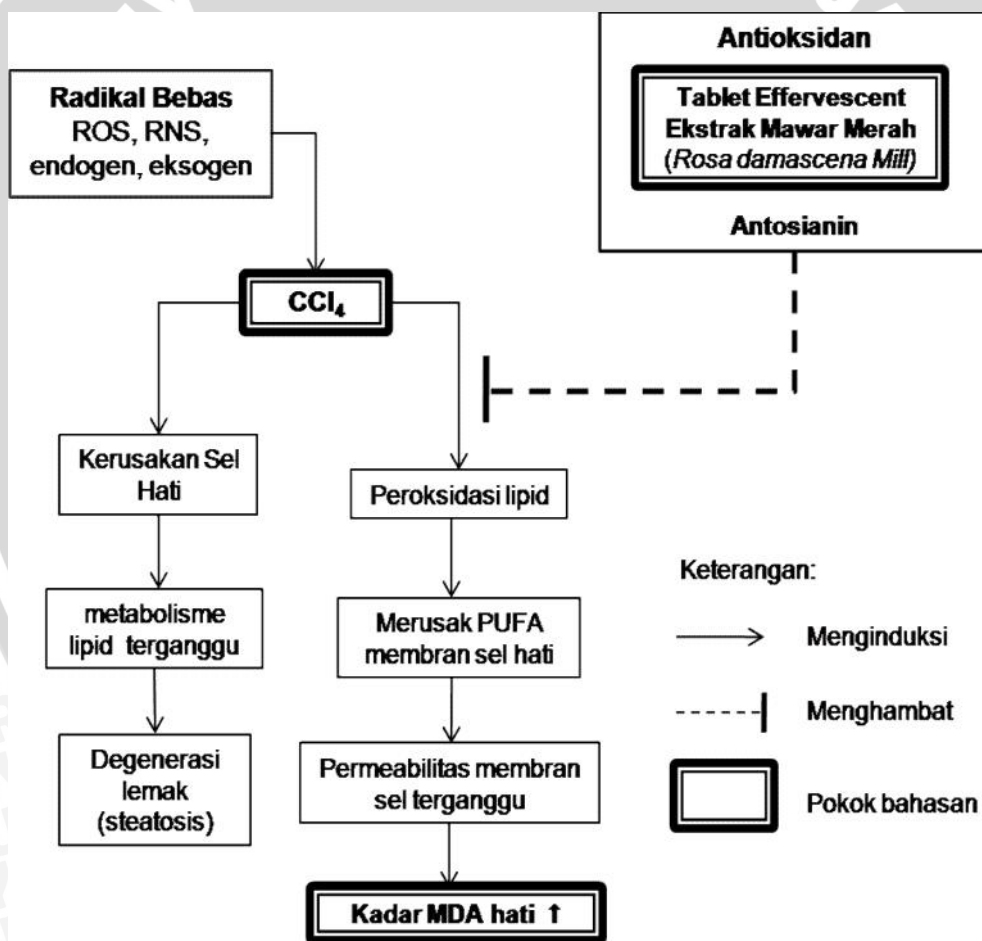 Radikal Bebas
ROS, RNS,
endogen, eksogen
Antioksidan
Tablet Effervescent
Ekstrak Mawar Merah
(Rosa damascena Mill)
Antosianin
CCl₄
Kerusakan Sel
Hati
metabolisme
lipid terganggu
Degenerasi
lemak
(steatosis)
Peroksidasi lipid
Merusak PUFA
membran sel hati
Permeabilitas membran
sel terganggu
Kadar MDA hati ↑
Keterangan:
Menginduksi
Menghambat
Pokok bahasan